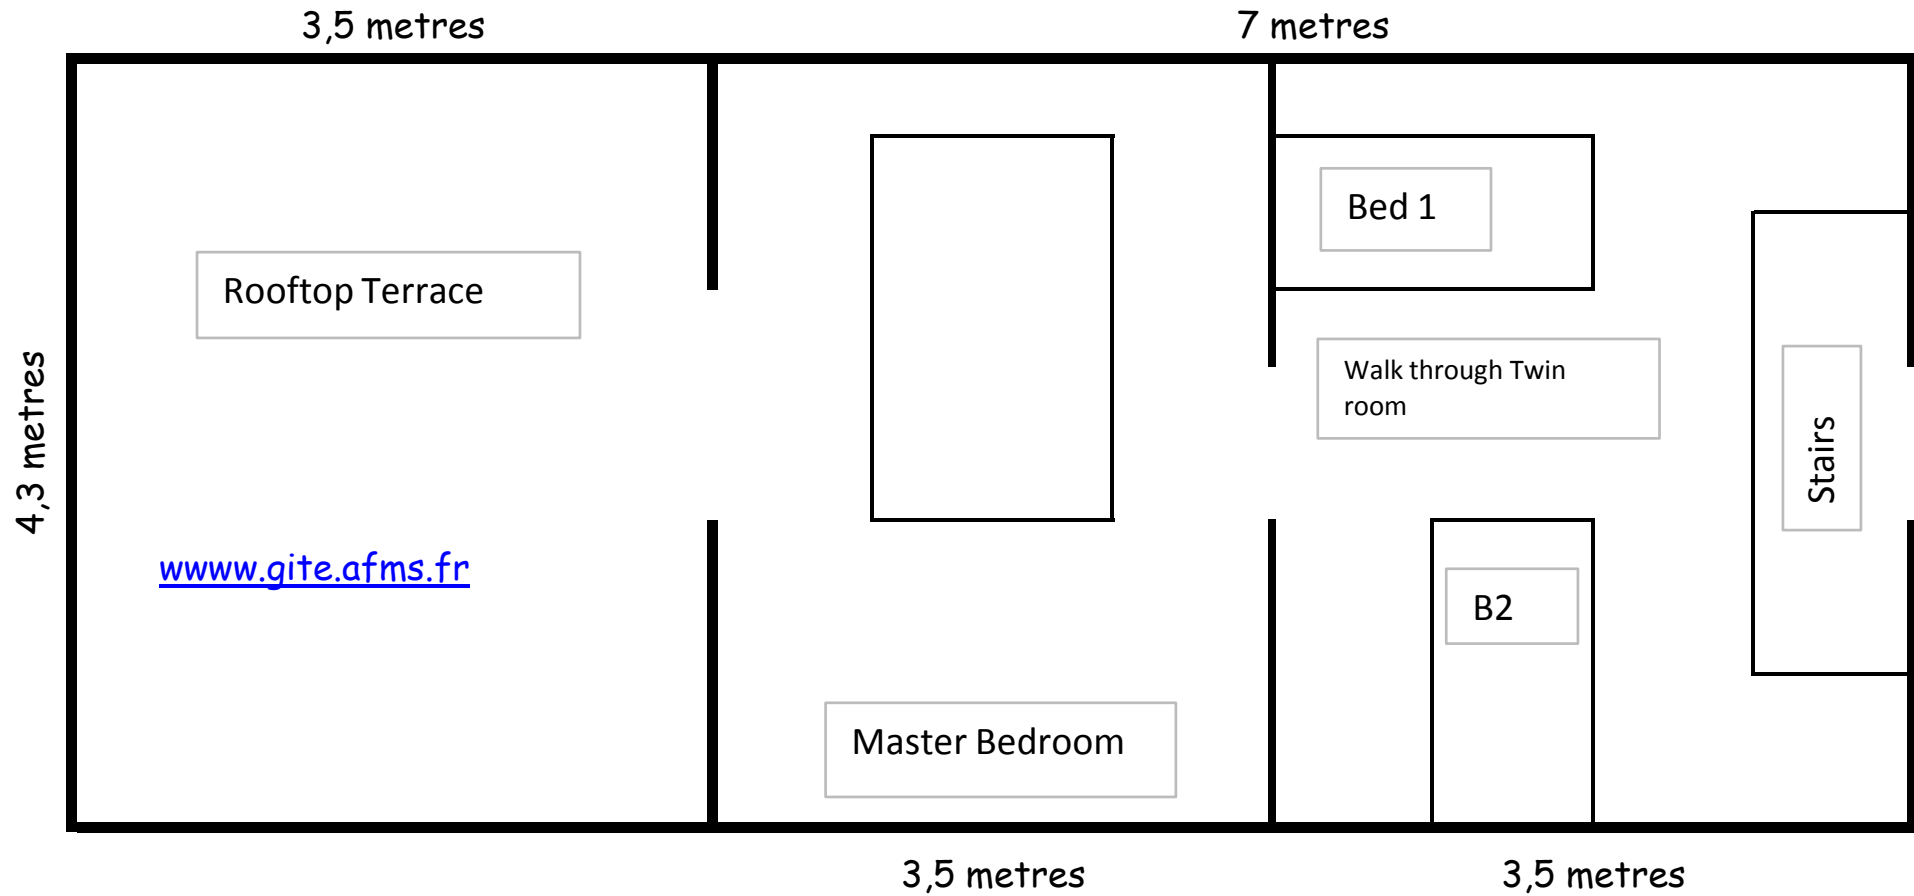 3,5 metres
7 metres
Bed 1
Rooftop Terrace
Walk through Twin
room
4,3 metres
Stairs
wwww.gite.afms.fr
B2
Master Bedroom
3,5 metres
3,5 metres